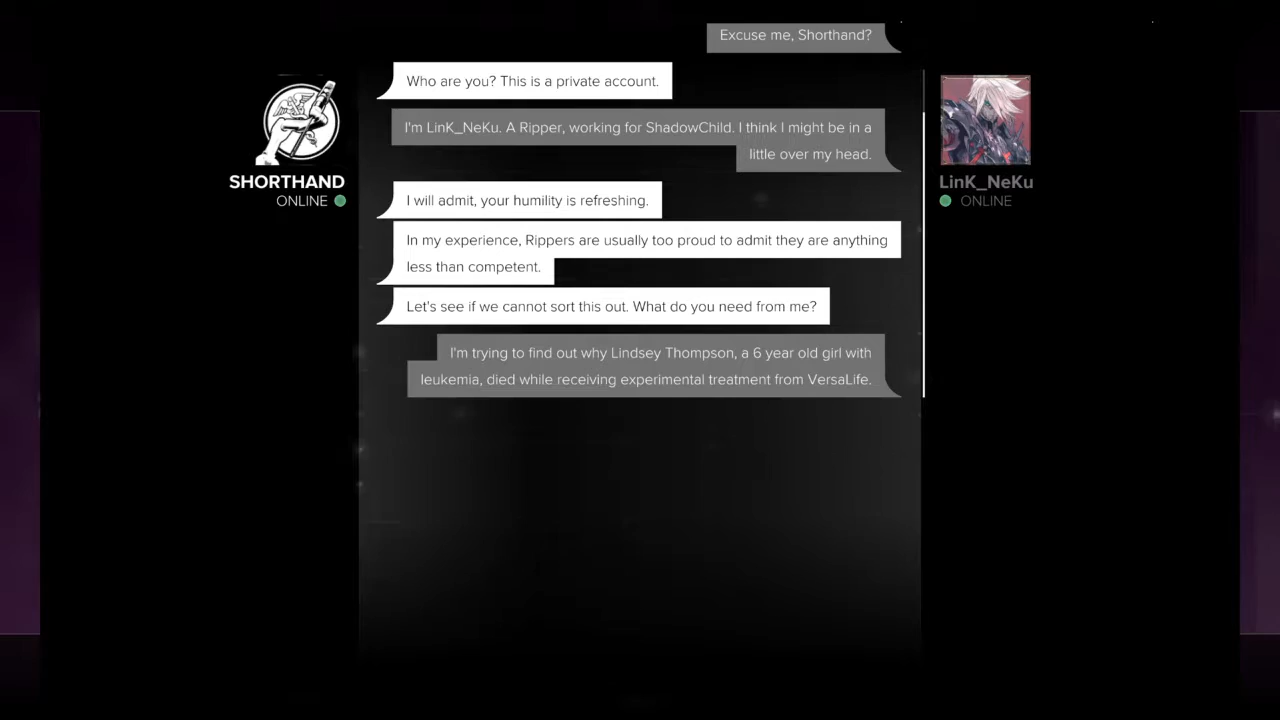 Excuse me, Shorthand?
Who are you? This is a private account.
I'm LinK_NeKu. A Ripper, working for ShadowChild. I think I might be in a
little over my head.
SHORTHAND
ONLINE
LinK_NeKu
ONLINE
I will admit, your humility is refreshing.
In my experience, Rippers are usually too proud to admit they are anything
less than competent.
Let's see if we cannot sort this out. What do you need from me?
I'm trying to find out why Lindsey Thompson, a 6 year old girl with
leukemia, died while receiving experimental treatment from VersaLife.